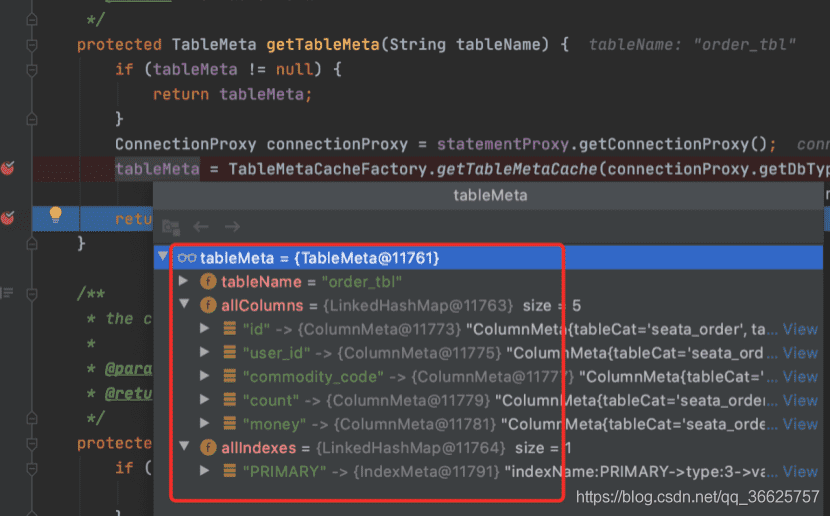 */
protected TableMeta getTableMeta(String tableName) { tableName: "order_tbl"
if (tableMeta != null) {
return tableMeta;
}
ConnectionProxy connectionProxy = statementProxy.getConnectionProxy(); con
tableMeta = TableMetaCacheFactory.getTableMetaCache(connectionProxy.getDbTyp
tableMeta
retu
}
tableMeta = {TableMeta@11761}
tableName = "order_tbl"
allColumns = {LinkedHashMap@11763} size = 5
/**
"id" -> {ColumnMeta@11773} "ColumnMeta{tableCat='seata_order', ta... View
* the c
"user_id" -> {ColumnMeta@11775} "ColumnMeta{tableCat='seata_ord... View
*
* @para
"commodity_code" -> {ColumnMeta@11777} "ColumnMeta{tableCat='... View
* @retu
"count" -> {ColumnMeta@11779} "ColumnMeta{tableCat='seata_orde... View
*/
"money" -> {ColumnMeta@11781} "ColumnMeta{tableCat='seata_orde... View
protecte
allIndexes = {LinkedHashMap@11764} size = 1
if (
"PRIMARY" -> {IndexMeta@11791} "indexName:PRIMARY->type:3->va... View
https://blog.csdn.net/qq_36625757
}